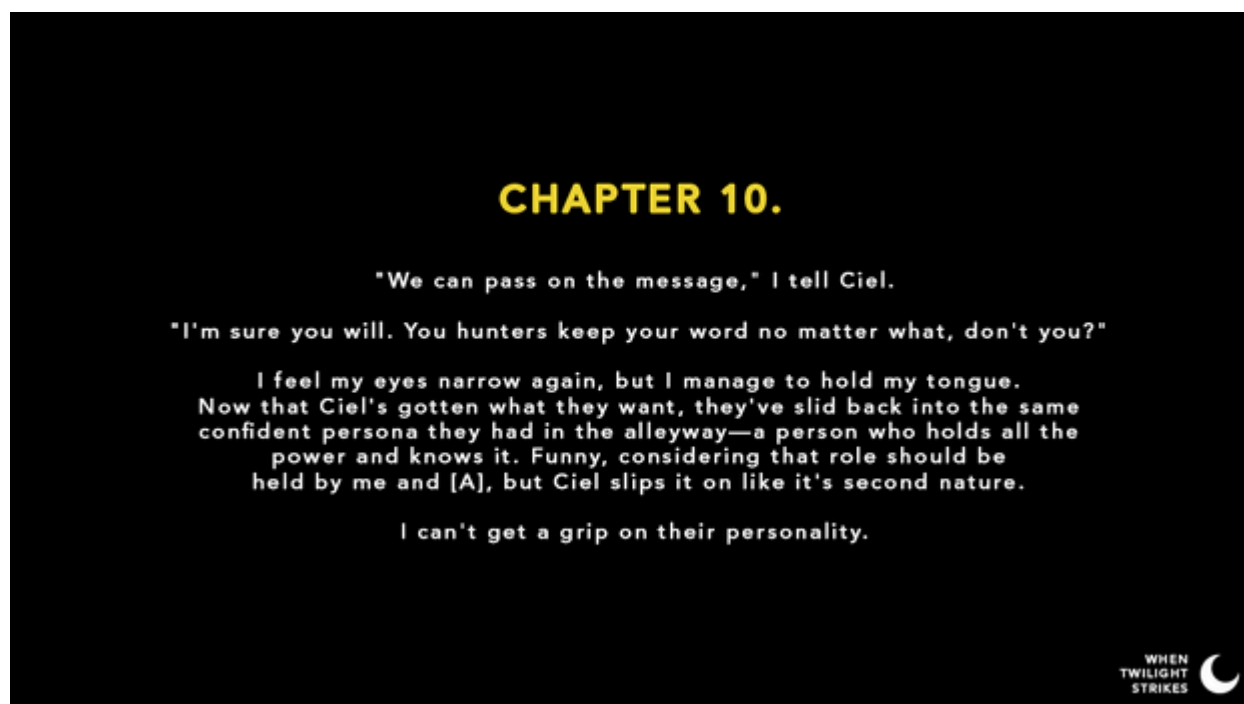 CHAPTER 10.
"We can pass on the message," I tell Ciel.
"I'm sure you will. You hunters keep your word no matter what, don't you?"
I feel my eyes narrow again, but I manage to hold my tongue.
Now that Ciel's gotten what they want, they've slid back into the same
confident persona they had in the alleyway—a person who holds all the
power and knows it. Funny, considering that role should be
held by me and [A], but Ciel slips it on like it's second nature.
I can't get a grip on their personality.
WHEN
TWILIGHT
STRIKES